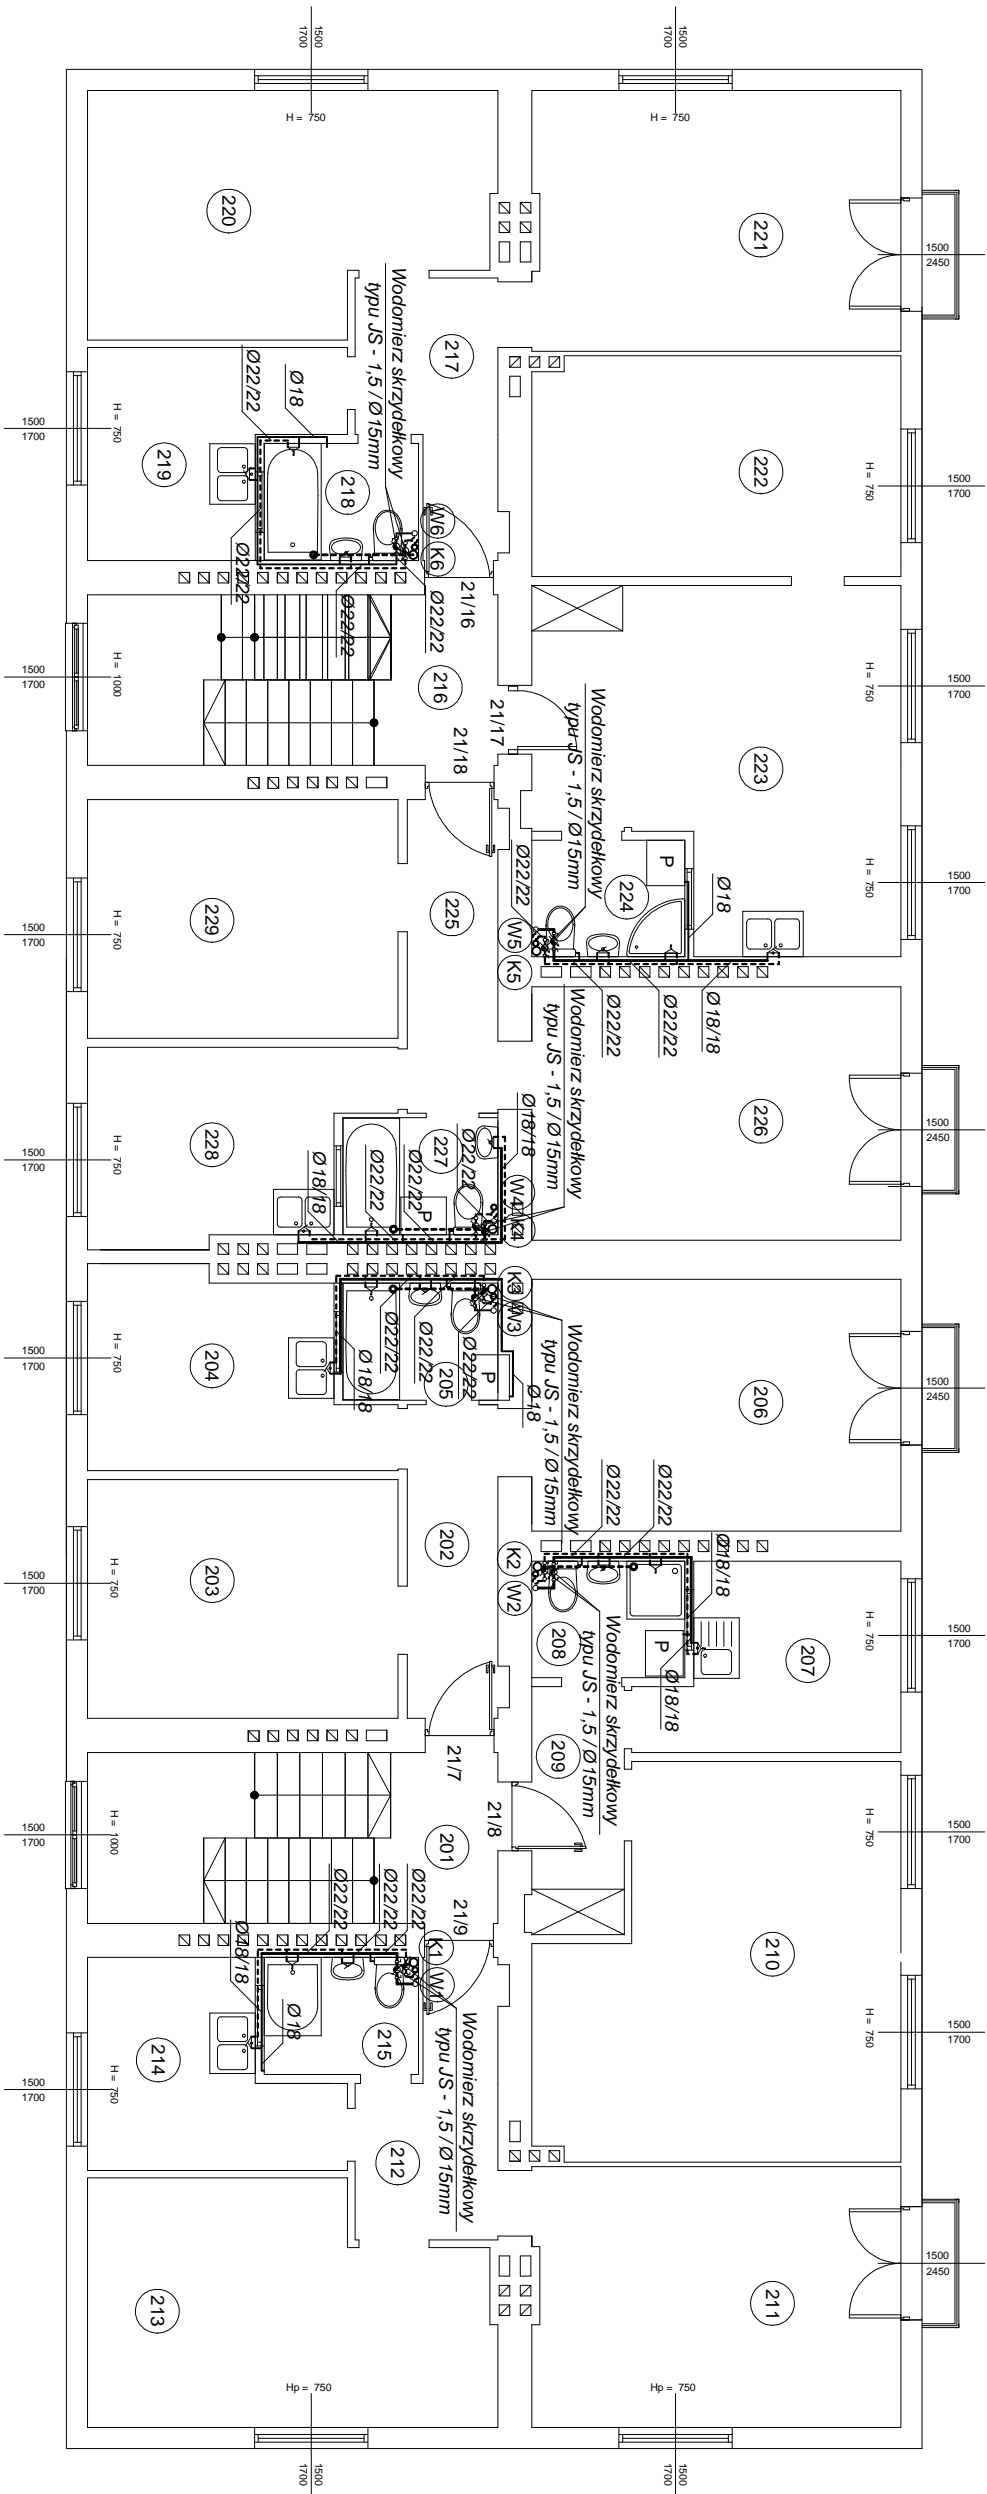 1500
1700
1500
1700
H = 750
H = 750
220
221
1500
2450
Wodomierz skrzydełkowy
typu JS - 1,5 / Ø15mm
217
Ø22/22
Ø18
1500
1700
H = 750
219
218
222
H = 750
1500
1700
W6
K6
Ø22/22
Ø22/22
Ø22/22
21/16
1500
1700
H = 1000
216
21/17
21/18
Wodomierz skrzydełkowy
typu JS - 1,5 / Ø15mm
H = 750
1500
1700
223
P
224
Ø18
H = 750
1500
1700
1500
1700
H = 750
229
225
Ø22/22
W5
K5
Ø22/22
Ø22/22
Ø18/18
Wodomierz skrzydełkowy
typu JS - 1,5 / Ø15mm
226
1500
2450
1500
1700
H = 750
228
227
Ø18/18
Ø22/22
Ø22/22
Ø22/22
Ø18/18
P
W4
K4
K3
W3
1500
1700
H = 750
204
205
P
Ø18/18
Ø22/22
Ø22/22
Ø22/22
Ø18
Wodomierz skrzydełkowy
typu JS - 1,5 / Ø15mm
206
1500
2450
1500
1700
H = 750
203
202
K2
W2
Ø22/22
Ø22/22
Ø18/18
208
P
Ø18/18
207
H = 750
1500
1700
Wodomierz skrzydełkowy
typu JS - 1,5 / Ø15mm
209
21/7
21/8
21/9
1500
1700
H = 1000
201
H = 750
1500
1700
Ø22/22
Ø22/22
Ø22/22
Ø18/18
Ø18
K1
W1
210
H = 750
1500
1700
1500
1700
H = 750
214
215
Wodomierz skrzydełkowy
typu JS - 1,5 / Ø15mm
212
213
211
1500
2450
Hp = 750
Hp = 750
1500
1700
1500
1700